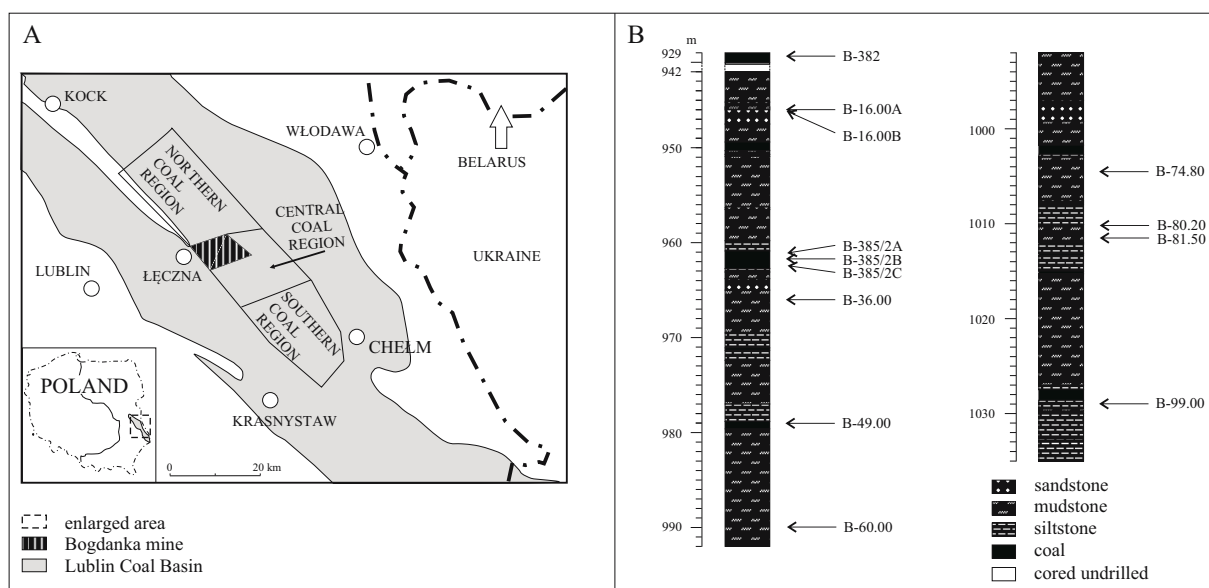 A
KOCK
WŁODAWA
BELARUS
NORTHERN
COAL
REGION
CENTRAL
COAL
REGION
UKRAINE
LUBLIN
ŁĘCZNA
SOUTHERN
COAL
REGION
CHEŁM
POLAND
KRASNYSTAW
0 20 km
enlarged area
Bogdanka mine
Lublin Coal Basin
B
m
929
942
950
960
970
980
990
B-382
B-16.00A
B-16.00B
B-385/2A
B-385/2B
B-385/2C
B-36.00
B-49.00
B-60.00
1000
1010
1020
1030
B-74.80
B-80.20
B-81.50
B-99.00
sandstone
mudstone
siltstone
coal
cored undrilled